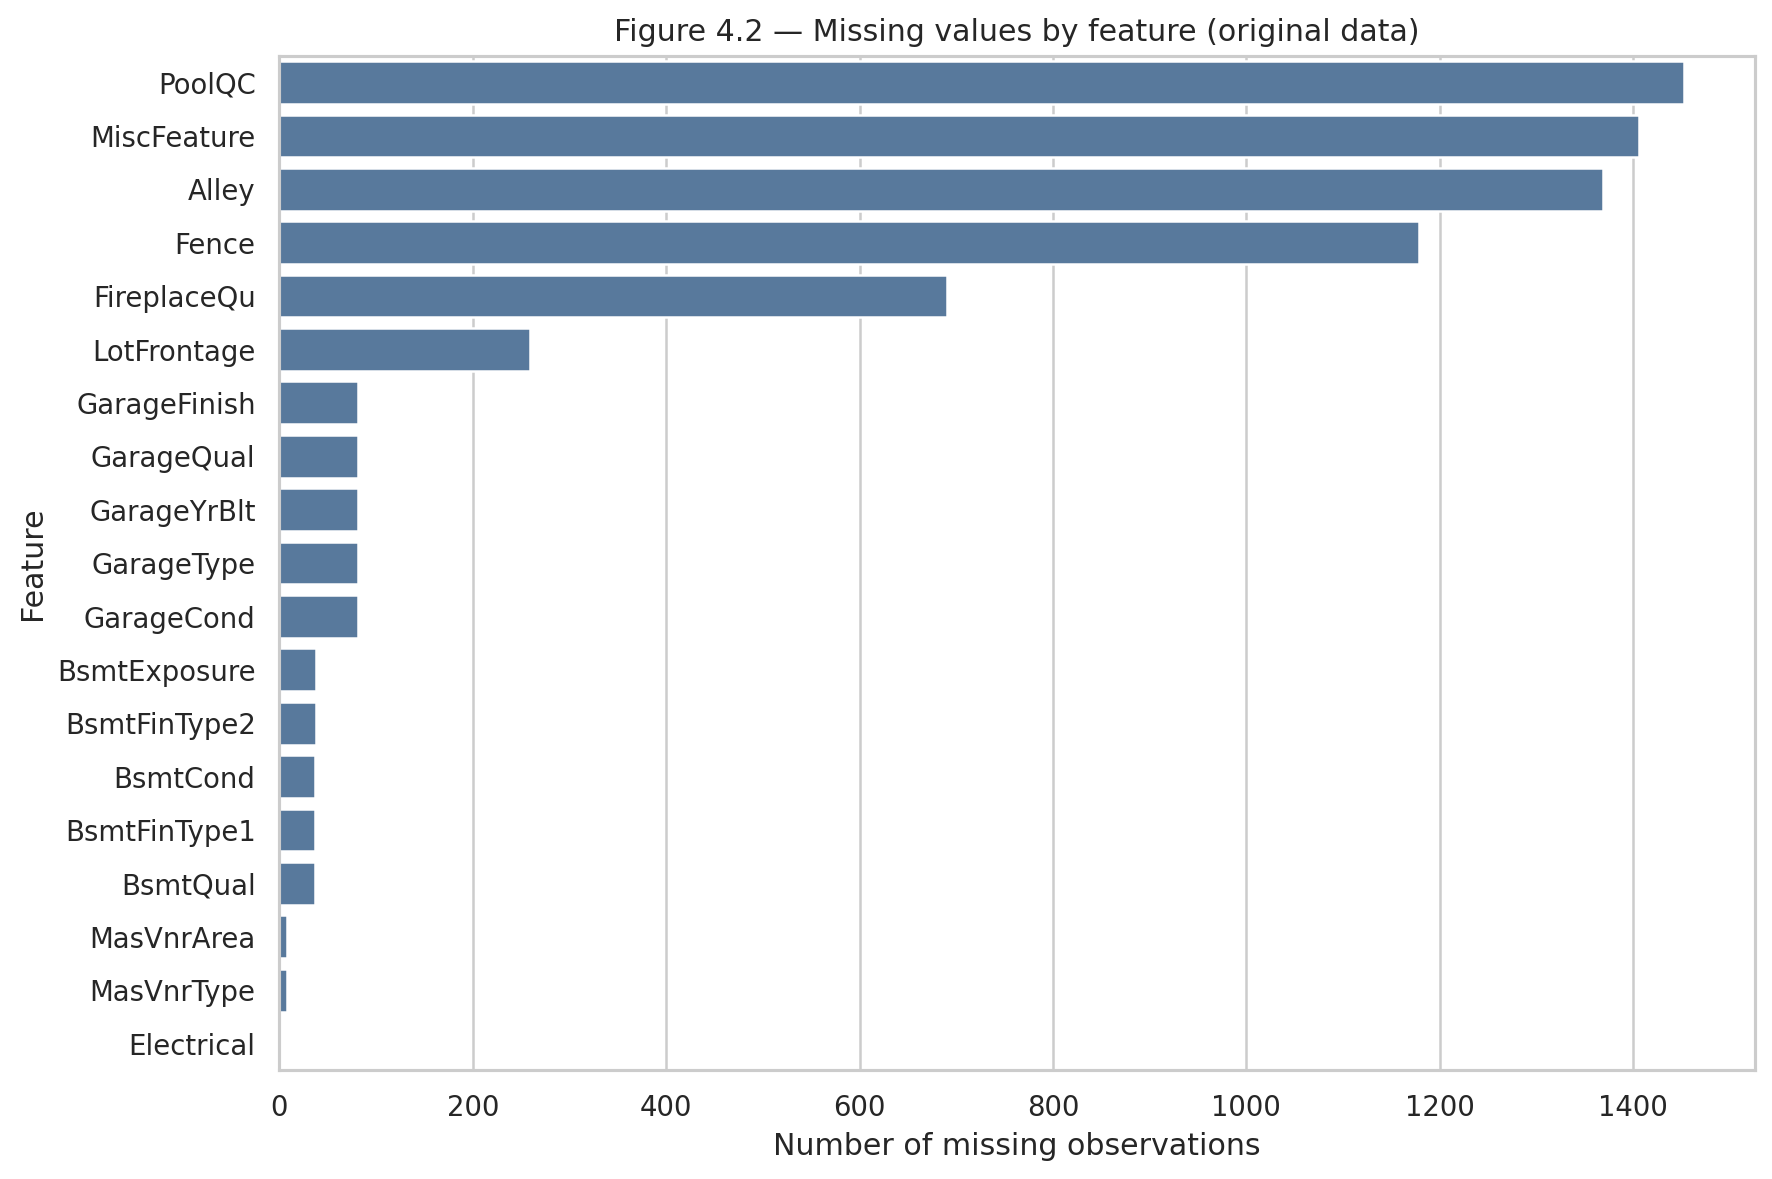 Figure 4.2 — Missing values by feature (original data)
PoolQC
MiscFeature
Alley
Fence
FireplaceQu
LotFrontage
GarageFinish
GarageQual
GarageYrBlt
GarageType
GarageCond
BsmtExposure
BsmtFinType2
BsmtCond
BsmtFinType1
BsmtQual
MasVnrArea
MasVnrType
Electrical
Feature
0 200 400 600 800 1000 1200 1400
Number of missing observations